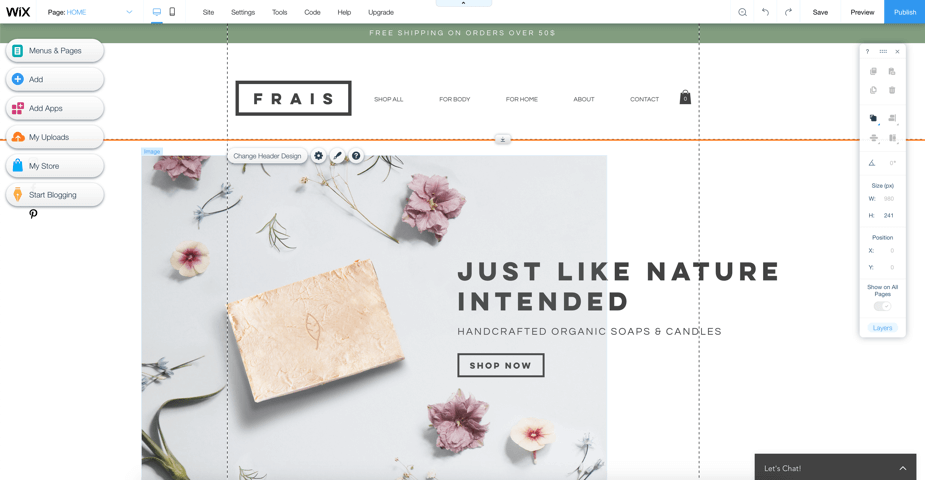 WiX Page: HOME Site Settings Tools Code Help Upgrade Save Preview Publish
FREE SHIPPING ON ORDERS OVER 50$
Menus & Pages
Add
Add Apps
My Uploads
My Store
Start Blogging
FRAIS
SHOP ALL FOR BODY FOR HOME ABOUT CONTACT 0
Image
Change Header Design ?
JUST LIKE NATURE
INTENDED
HANDCRAFTED ORGANIC SOAPS & CANDLES
SHOP NOW
? ×
0°
Size (px)
W: 980
H: 241
Position
X: 0
Y: 0
Show on All
Pages
Layers
Let's Chat!